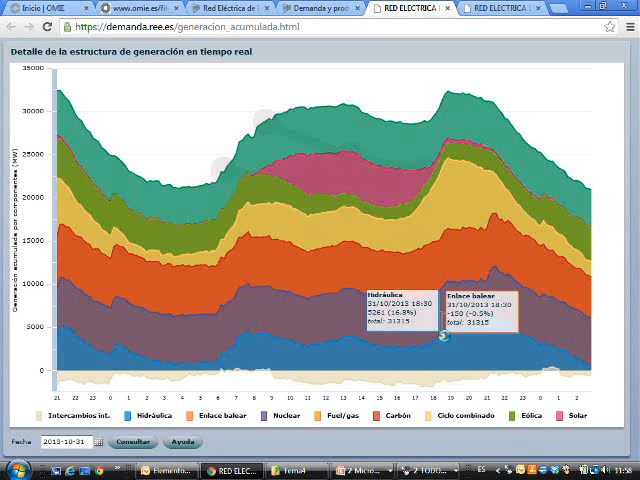 Inicio | OMIE
www.omie.es/file
Red Eléctrica de E
Demanda y produ
RED ELECTRICA
RED ELECTRICA
https://demanda.ree.es/generacion_acumulada.html
Detalle de la estructura de generación en tiempo real
35000
30000
25000
20000
15000
10000
5000
0
Generación acumulada por componentes (MW)
Hidráulica
31/10/2013 18:30
5261 (16.8%)
total: 31315
Enlace balear
31/10/2013 18:30
-150 (-0.5%)
total: 31315
21 22 23 0 1 2 3 4 5 6 7 8 9 10 11 12 13 14 15 16 17 18 19 20 21 22 23 0 1 2
Intercambios int. Hidráulica Enlace balear Nuclear Fuel/gas Carbón Ciclo combinado Eólica Solar
Fecha 2013-10-31 Consultar Ayuda
Elemento... RED ELEC... Tema4 2 Micro... 2 TODO... ES 11:58